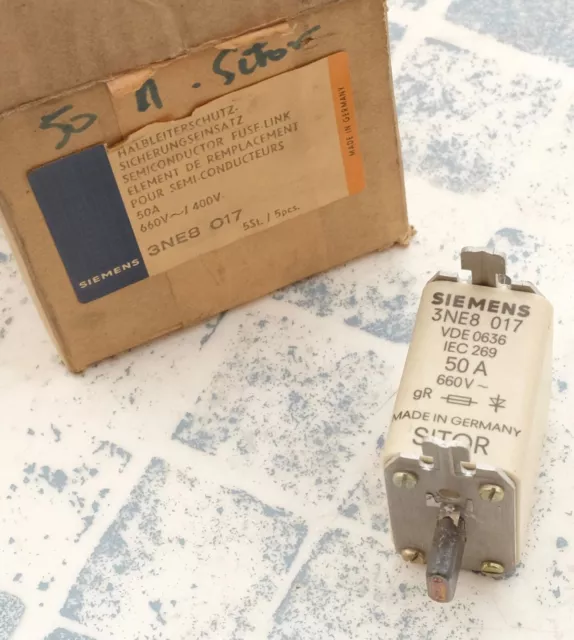 50 A. Sitor
HALBLEITERSCHUTZ-
SICHERUNGSEINSATZ
SEMICONDUCTOR FUSE-LINK
ELEMENT DE REMPLACEMENT
POUR SEMI-CONDUCTEURS
50A
660V~/ 400V
3NE8 017
5St. / 5pcs.
SIEMENS
MADE IN GERMANY
SIEMENS
3NE8 017
VDE 0636
IEC 269
50 A
660V~
gR
MADE IN GERMANY
SITOR